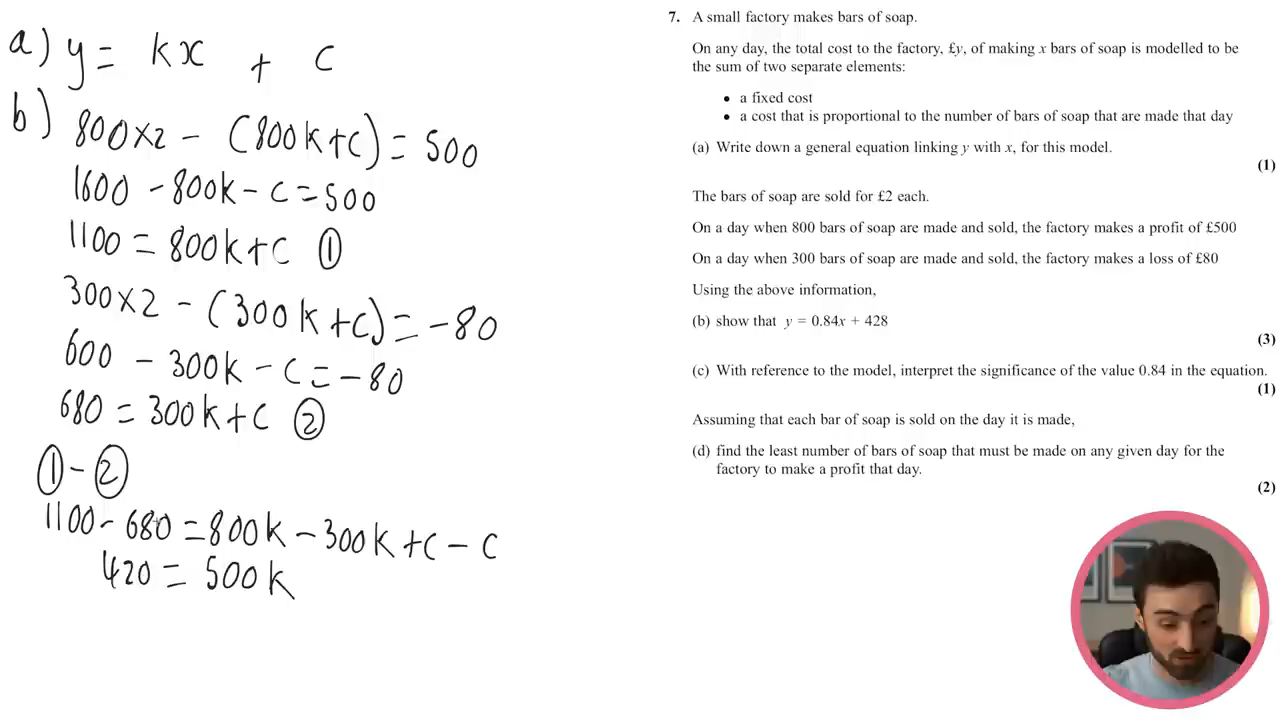 a) y = kx + c
b) 800×2 - (800k+c) = 500
1600 - 800k - c = 500
1100 = 800k+c ①
300×2 - (300k+c) = -80
600 - 300k - c = -80
680 = 300k+c ②
① - ②
1100 - 680 = 800k - 300k + c - c
420 = 500k
7. A small factory makes bars of soap.
On any day, the total cost to the factory, £y, of making x bars of soap is modelled to be
the sum of two separate elements:
• a fixed cost
• a cost that is proportional to the number of bars of soap that are made that day
(a) Write down a general equation linking y with x, for this model.
(1)
The bars of soap are sold for £2 each.
On a day when 800 bars of soap are made and sold, the factory makes a profit of £500
On a day when 300 bars of soap are made and sold, the factory makes a loss of £80
Using the above information,
(b) show that y = 0.84x + 428
(3)
(c) With reference to the model, interpret the significance of the value 0.84 in the equation.
(1)
Assuming that each bar of soap is sold on the day it is made,
(d) find the least number of bars of soap that must be made on any given day for the
factory to make a profit that day.
(2)